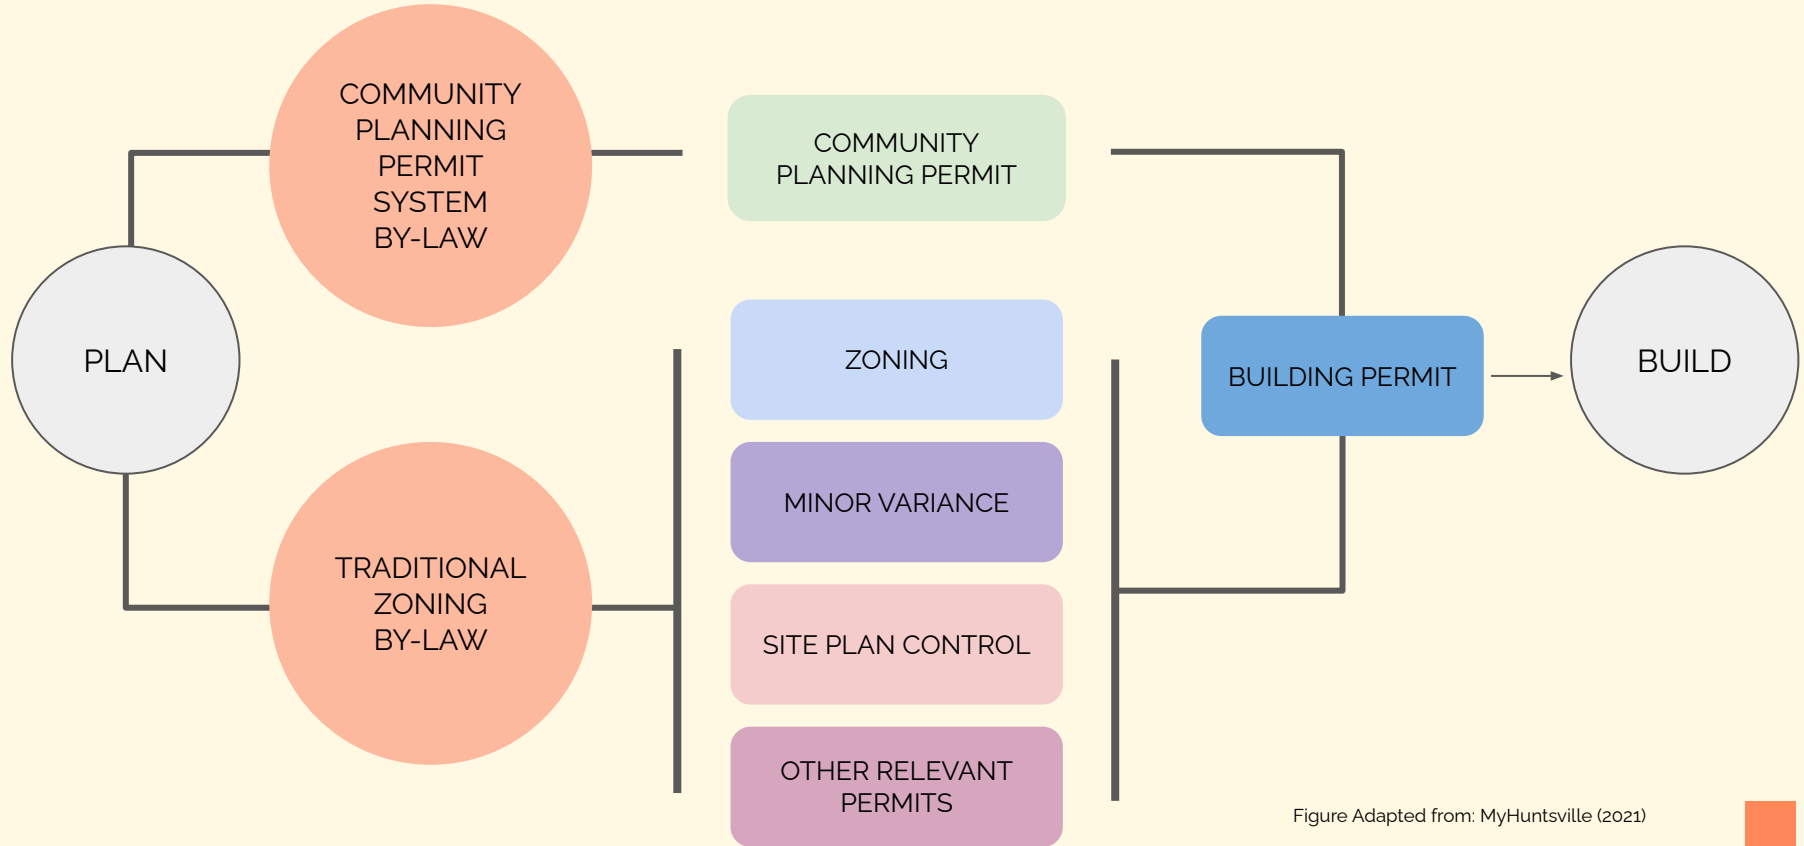 COMMUNITY
PLANNING
PERMIT
SYSTEM
BY-LAW
COMMUNITY
PLANNING PERMIT
PLAN
ZONING
BUILDING PERMIT
BUILD
MINOR VARIANCE
TRADITIONAL
ZONING
BY-LAW
SITE PLAN CONTROL
OTHER RELEVANT
PERMITS
Figure Adapted from: MyHuntsville (2021)